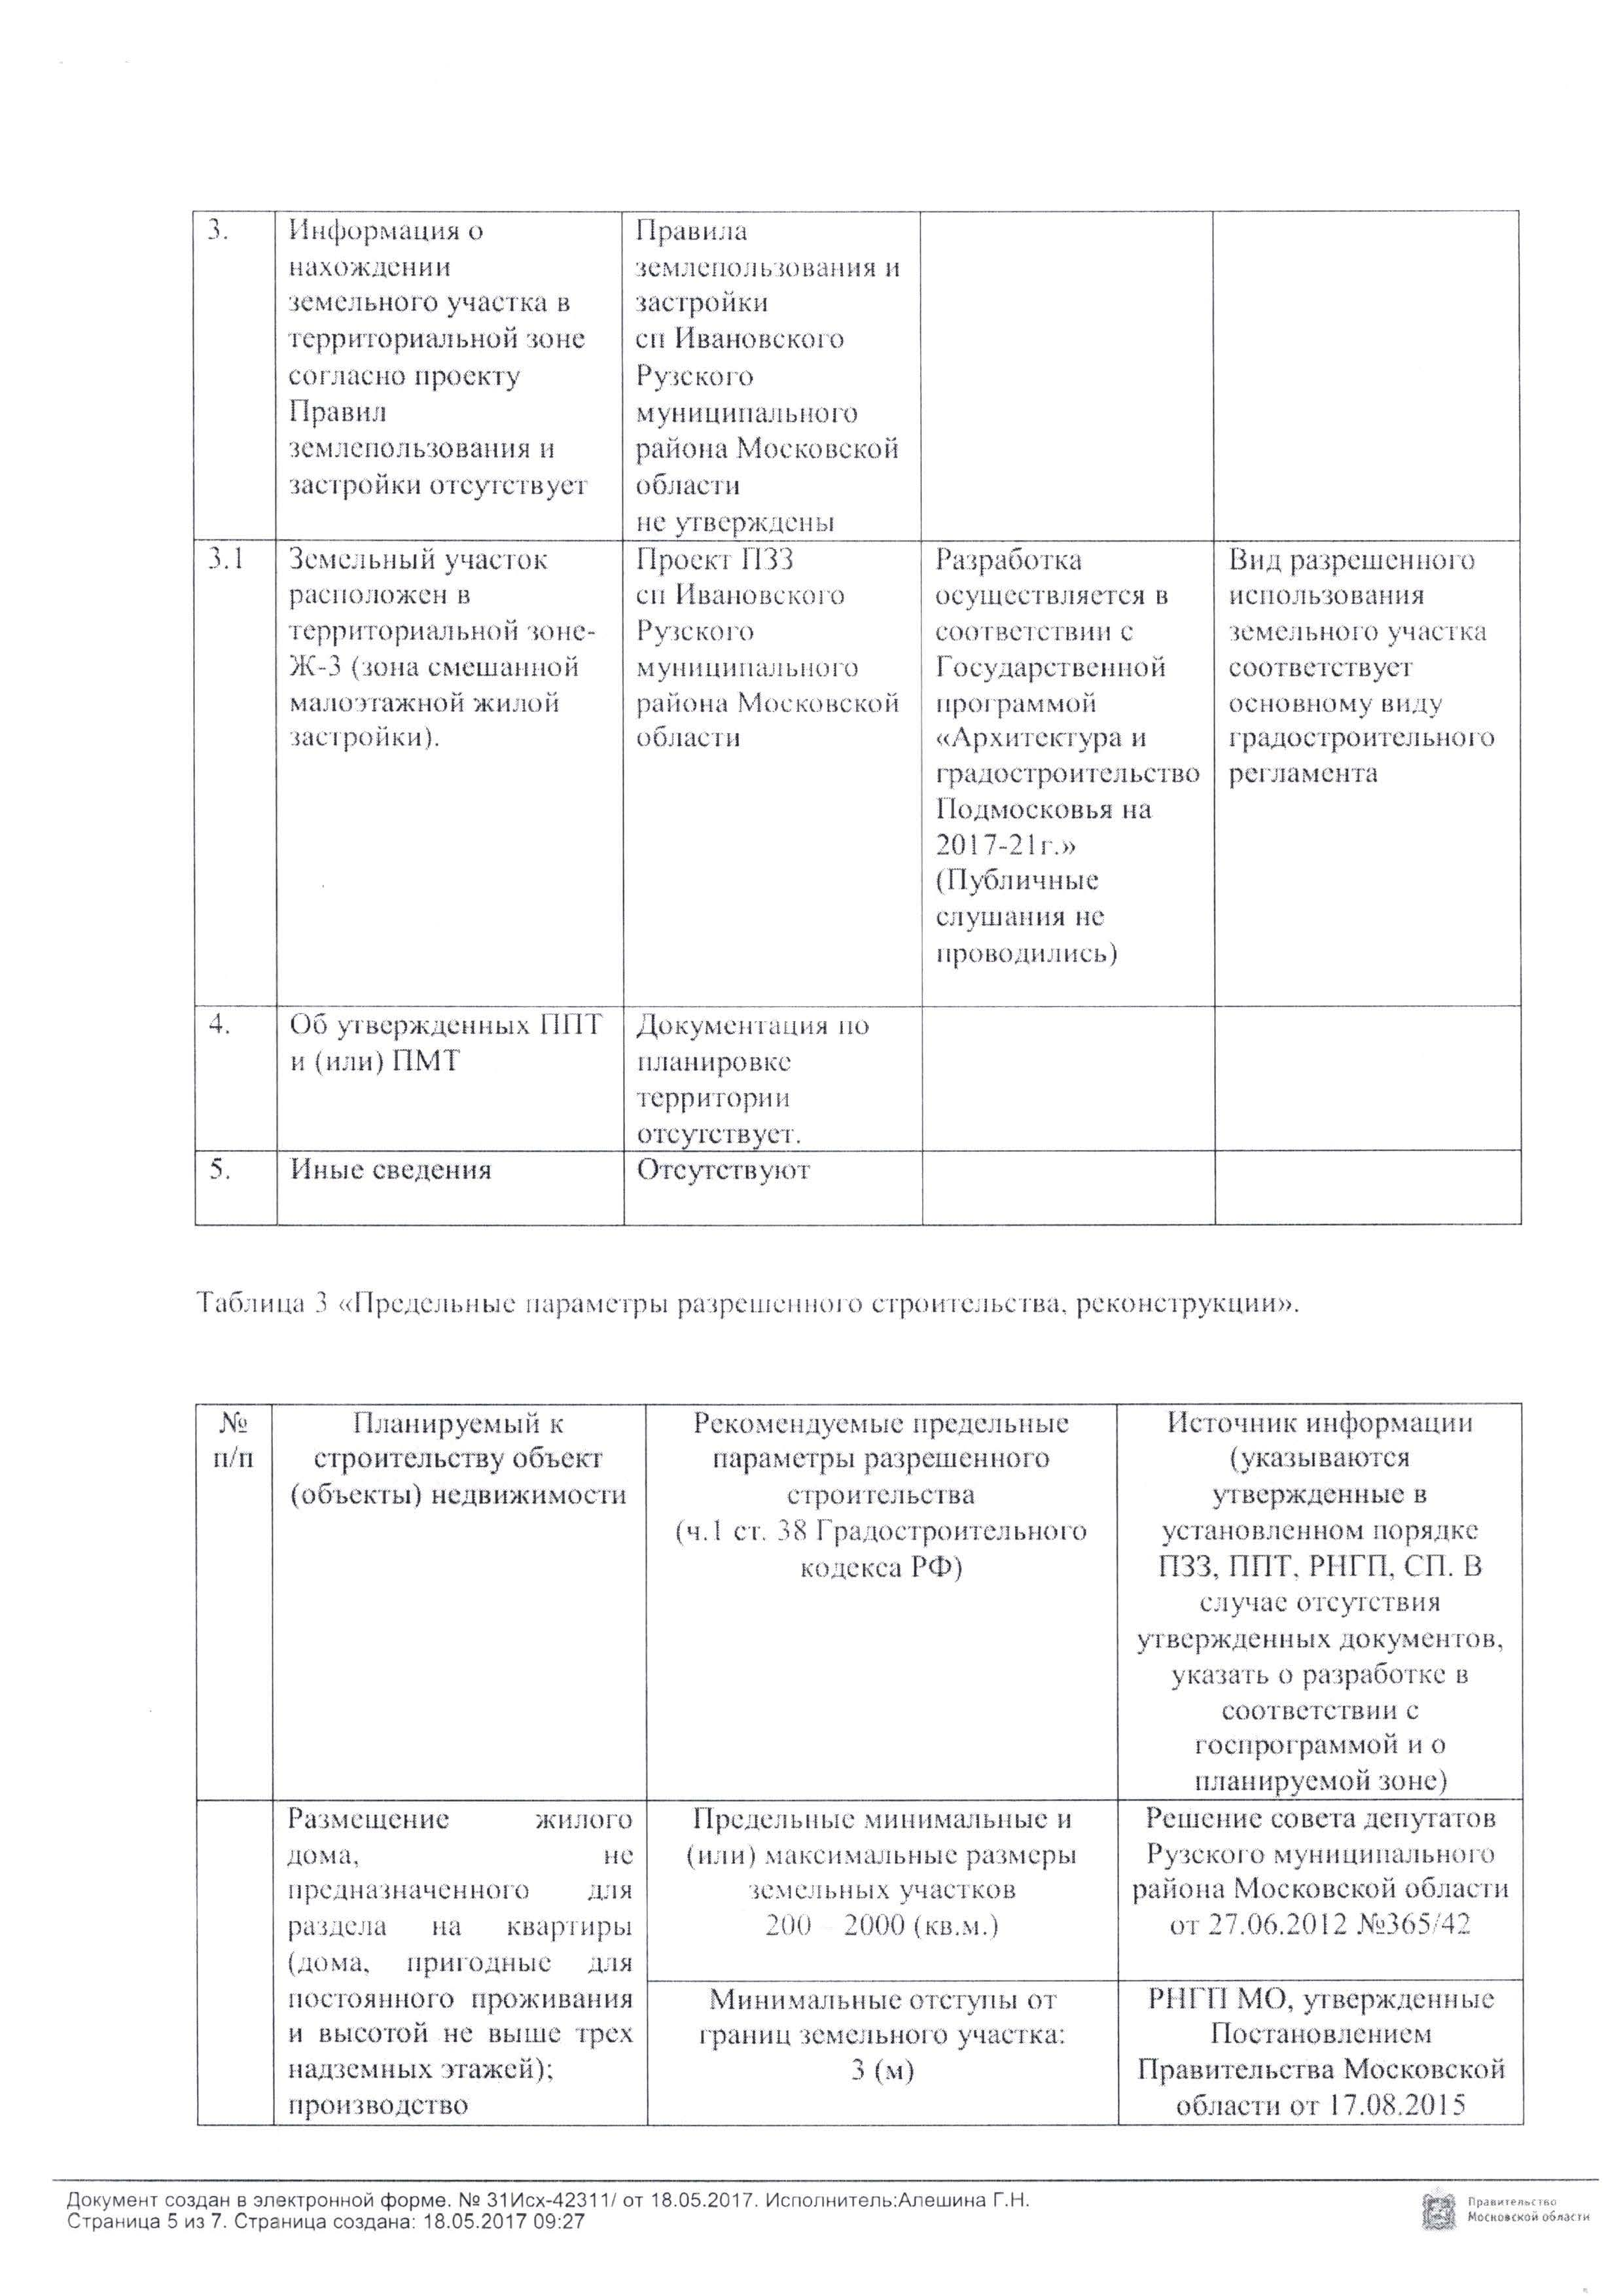 3.
Информация о
нахождении
земельного участка в
территориальной зоне
согласно проекту
Правил
землепользования и
застройки отсутствует
Правила
землепользования и
застройки
сп Ивановского
Рузского
муниципального
района Московской
области
не утверждены
3.1
Земельный участок
расположен в
территориальной зоне-
Ж-3 (зона смешанной
малоэтажной жилой
застройки).
Проект ПЗЗ
сп Ивановского
Рузского
муниципального
района Московской
области
Разработка
осуществляется в
соответствии с
Государственной
программой
«Архитектура и
градостроительство
Подмосковья на
2017-21г.»
(Публичные
слушания не
проводились)
Вид разрешенного
использования
земельного участка
соответствует
основному виду
градостроительного
регламента
4.
Об утвержденных ППТ
и (или) ПМТ
Документация по
планировке
территории
отсутствует.
5.
Иные сведения
Отсутствуют
Таблица 3 «Предельные параметры разрешенного строительства, реконструкции».
№
п/п
Планируемый к
строительству объект
(объекты) недвижимости
Рекомендуемые предельные
параметры разрешенного
строительства
(ч.1 ст. 38 Градостроительного
кодекса РФ)
Источник информации
(указываются
утвержденные в
установленном порядке
ПЗЗ, ППТ, РНГП, СП. В
случае отсутствия
утвержденных документов,
указать о разработке в
соответствии с
госпрограммой и о
планируемой зоне)
Размещение жилого
дома, не
предназначенного для
раздела на квартиры
(дома, пригодные для
постоянного проживания
и высотой не выше трех
надземных этажей);
производство
Предельные минимальные и
(или) максимальные размеры
земельных участков
200 – 2000 (кв.м.)
Решение совета депутатов
Рузского муниципального
района Московской области
от 27.06.2012 №365/42
Минимальные отступы от
границ земельного участка:
3 (м)
РНГП МО, утвержденные
Постановлением
Правительства Московской
области от 17.08.2015
Документ создан в электронной форме. № 31Исх-42311/ от 18.05.2017. Исполнитель:Алешина Г.Н.
Страница 5 из 7. Страница создана: 18.05.2017 09:27
Правительство
Московской области